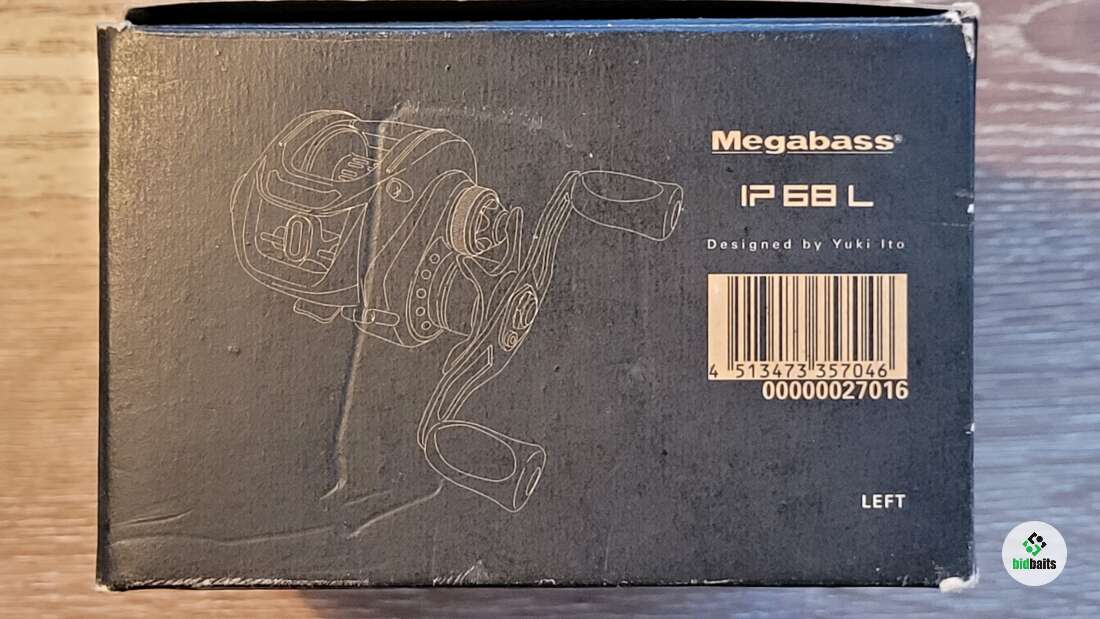 Megabass®
IP 68 L
Designed by Yuki Ito
4 513473 357046
00000027016
LEFT
bidbaits